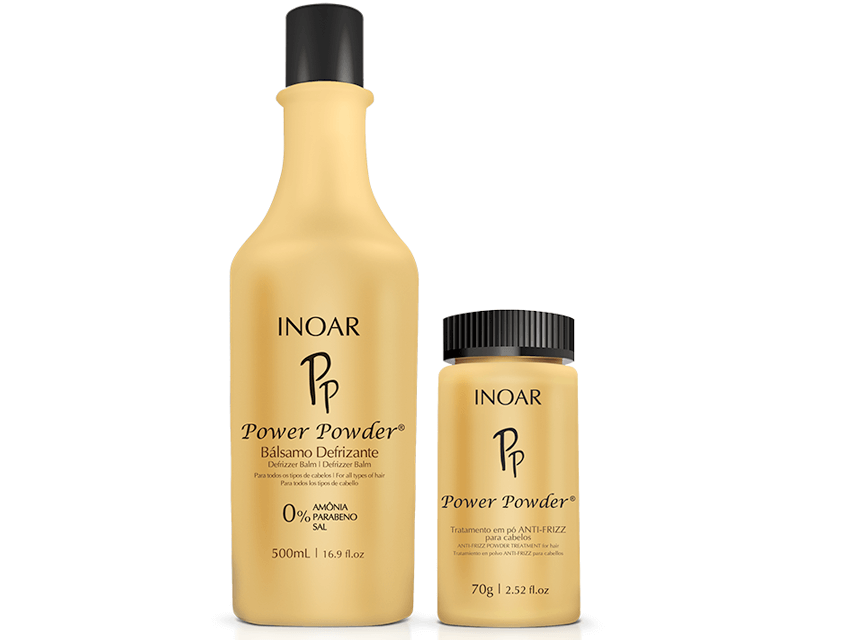 INOAR
Pp
Power Powder®
Bálsamo Defrizante
Defrizzer Balm | Defrizzer Balm
Para todos os tipos de cabelos | For all types of hair
Para todos los tipos de cabello
0% AMÔNIA
PARABENO
SAL
500mL | 16.9 fl.oz
INOAR
Pp
Power Powder®
Tratamento em pó ANTI-FRIZZ
para cabelos
ANTI-FRIZZ POWDER TREATMENT for hair
Tratamiento en polvo ANTI-FRIZZ para cabellos
70g | 2.52 fl.oz